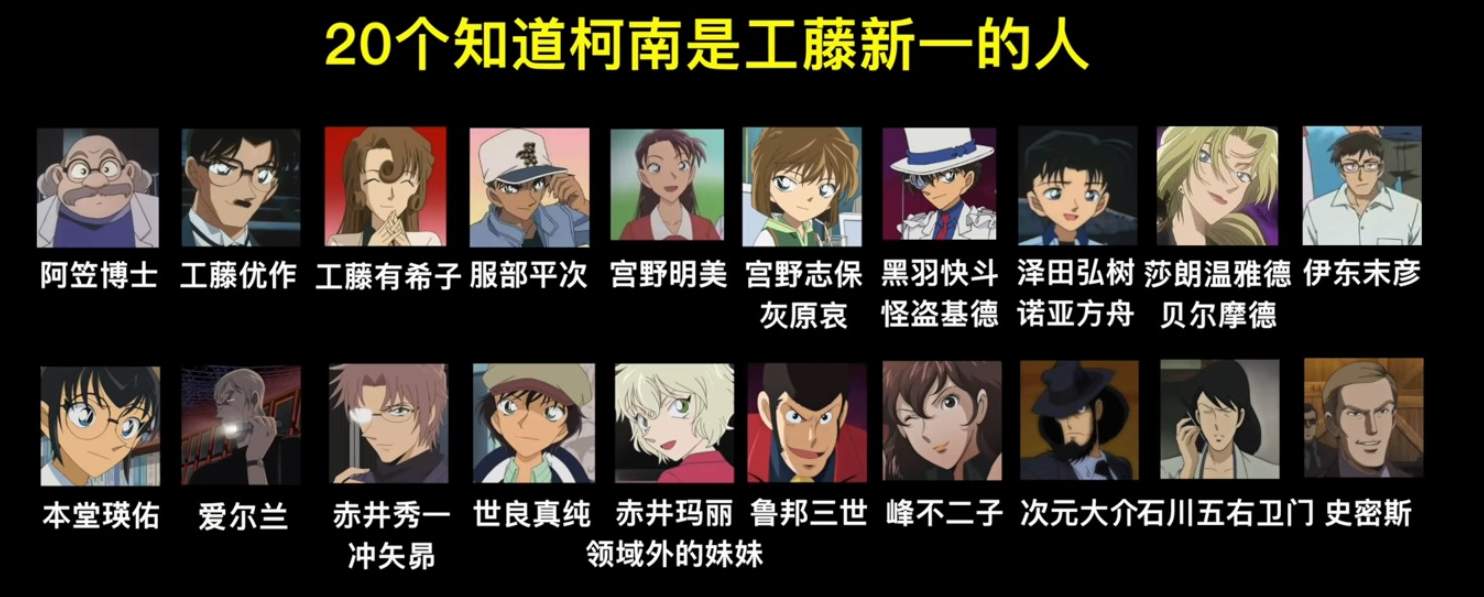 20个知道柯南是工藤新一的人
阿笠博士 工藤优作 工藤有希子 服部平次 宫野明美 宫野志保 黑羽快斗 泽田弘树 莎朗温雅德 伊东末彦
灰原哀 怪盗基德 诺亚方舟 贝尔摩德
本堂瑛佑 爱尔兰 赤井秀一 世良真纯 赤井玛丽 鲁邦三世 峰不二子 次元大介 石川五右卫门 史密斯
冲矢昴 领域外的妹妹